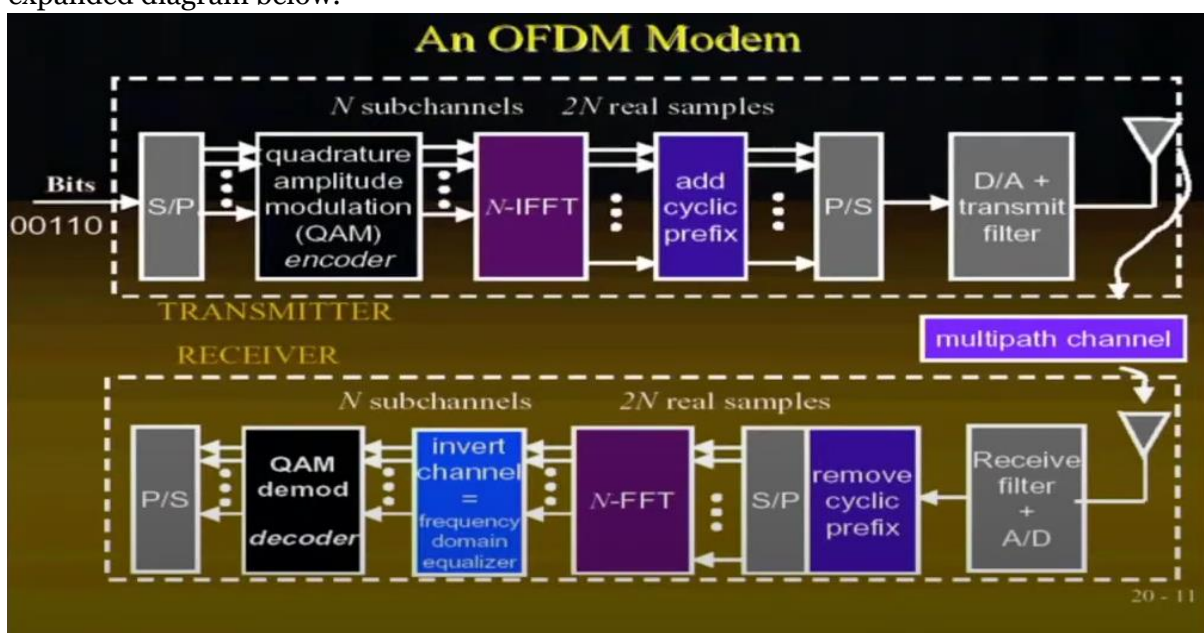 expanded diagram below.
An OFDM Modem
N subchannels
2N real samples
Bits
00110
S/P
quadrature
amplitude
modulation
(QAM)
encoder
N-IFFT
add
cyclic
prefix
P/S
D/A +
transmit
filter
TRANSMITTER
RECEIVER
multipath channel
N subchannels
2N real samples
P/S
QAM
demod
decoder
invert
channel
=
frequency
domain
equalizer
N-FFT
S/P
remove
cyclic
prefix
Receive
filter
+
A/D
20 - 11